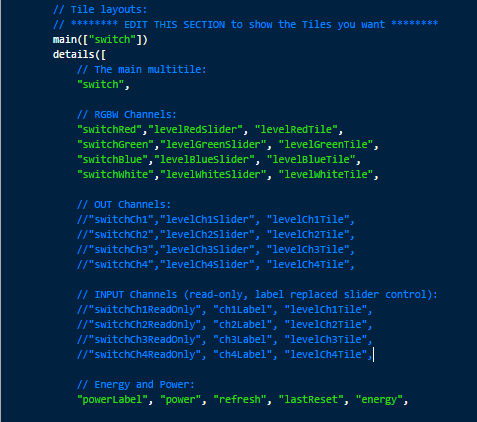 // Tile layouts:
// ******** EDIT THIS SECTION to show the Tiles you want ********
main(["switch"])
details([
// The main multitile:
"switch",
// RGBW Channels:
"switchRed","levelRedSlider", "levelRedTile",
"switchGreen","levelGreenSlider", "levelGreenTile",
"switchBlue","levelBlueSlider", "levelBlueTile",
"switchWhite","levelWhiteSlider", "levelWhiteTile",
// OUT Channels:
//"switchCh1","levelCh1Slider", "levelCh1Tile",
//"switchCh2","levelCh2Slider", "levelCh2Tile",
//"switchCh3","levelCh3Slider", "levelCh3Tile",
//"switchCh4","levelCh4Slider", "levelCh4Tile",
// INPUT Channels (read-only, label replaced slider control):
//"switchCh1ReadOnly", "ch1Label", "levelCh1Tile",
//"switchCh2ReadOnly", "ch2Label", "levelCh2Tile",
//"switchCh3ReadOnly", "ch3Label", "levelCh3Tile",
//"switchCh4ReadOnly", "ch4Label", "levelCh4Tile",
// Energy and Power:
"powerLabel", "power", "refresh", "lastReset", "energy",